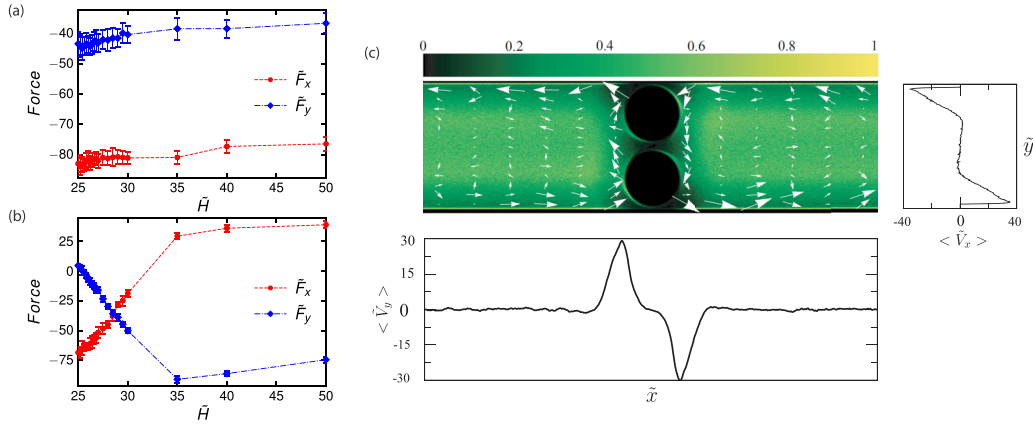 (a)
−40
−50
−60
−70
−80
Force
F̃x
F̃y
25 30 35 40 45 50
H̃
(b)
25
0
−25
−50
−75
Force
F̃x
F̃y
25 30 35 40 45 50
H̃
(c)
0 0.2 0.4 0.6 0.8 1
ỹ
-40 0 40
< Ṽx >
30
15
0
-15
-30
< Ṽy >
x̃